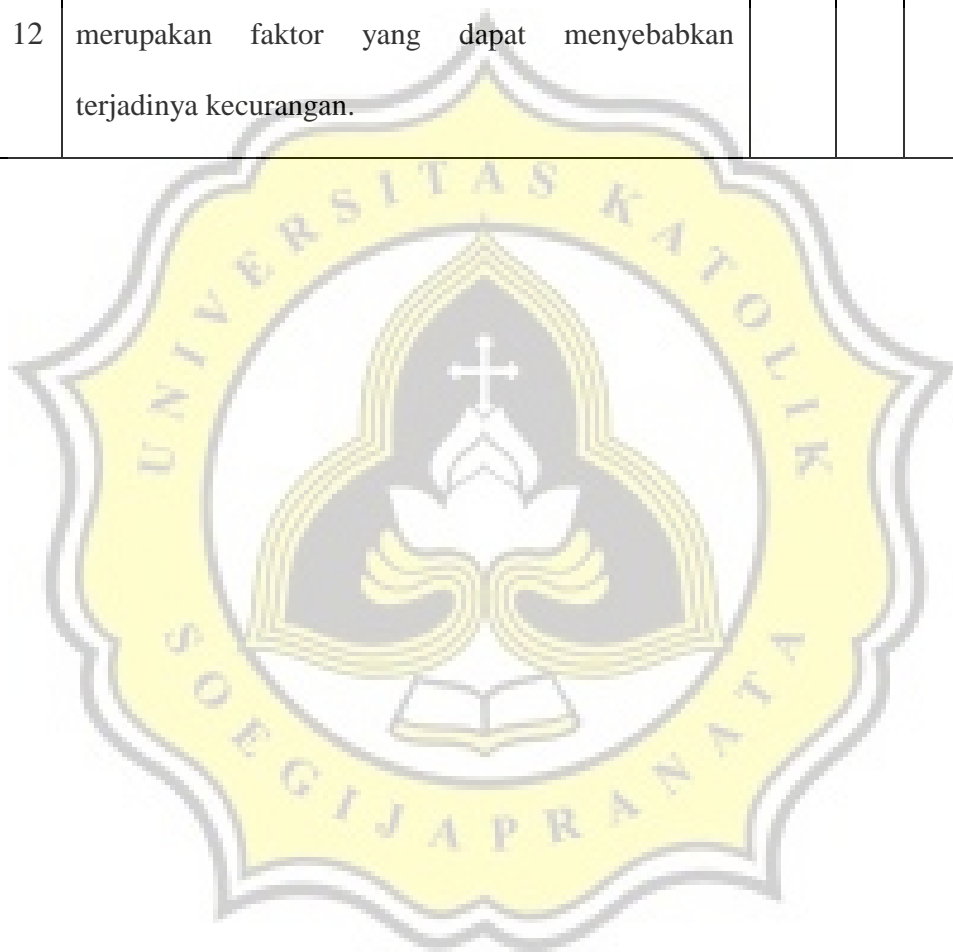 12 merupakan faktor yang dapat menyebabkan
terjadinya kecurangan.
UNIVERSITAS KATOLIK
SOEGIJAPRANATA